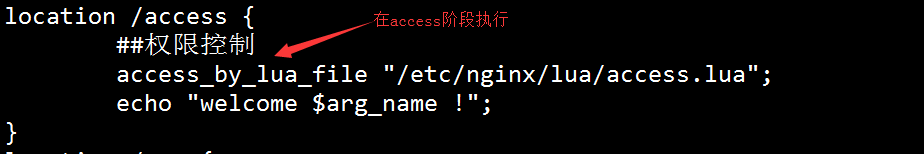 location /access {
在access阶段执行
##权限控制
access_by_lua_file "/etc/nginx/lua/access.lua";
echo "welcome $arg_name !";
}